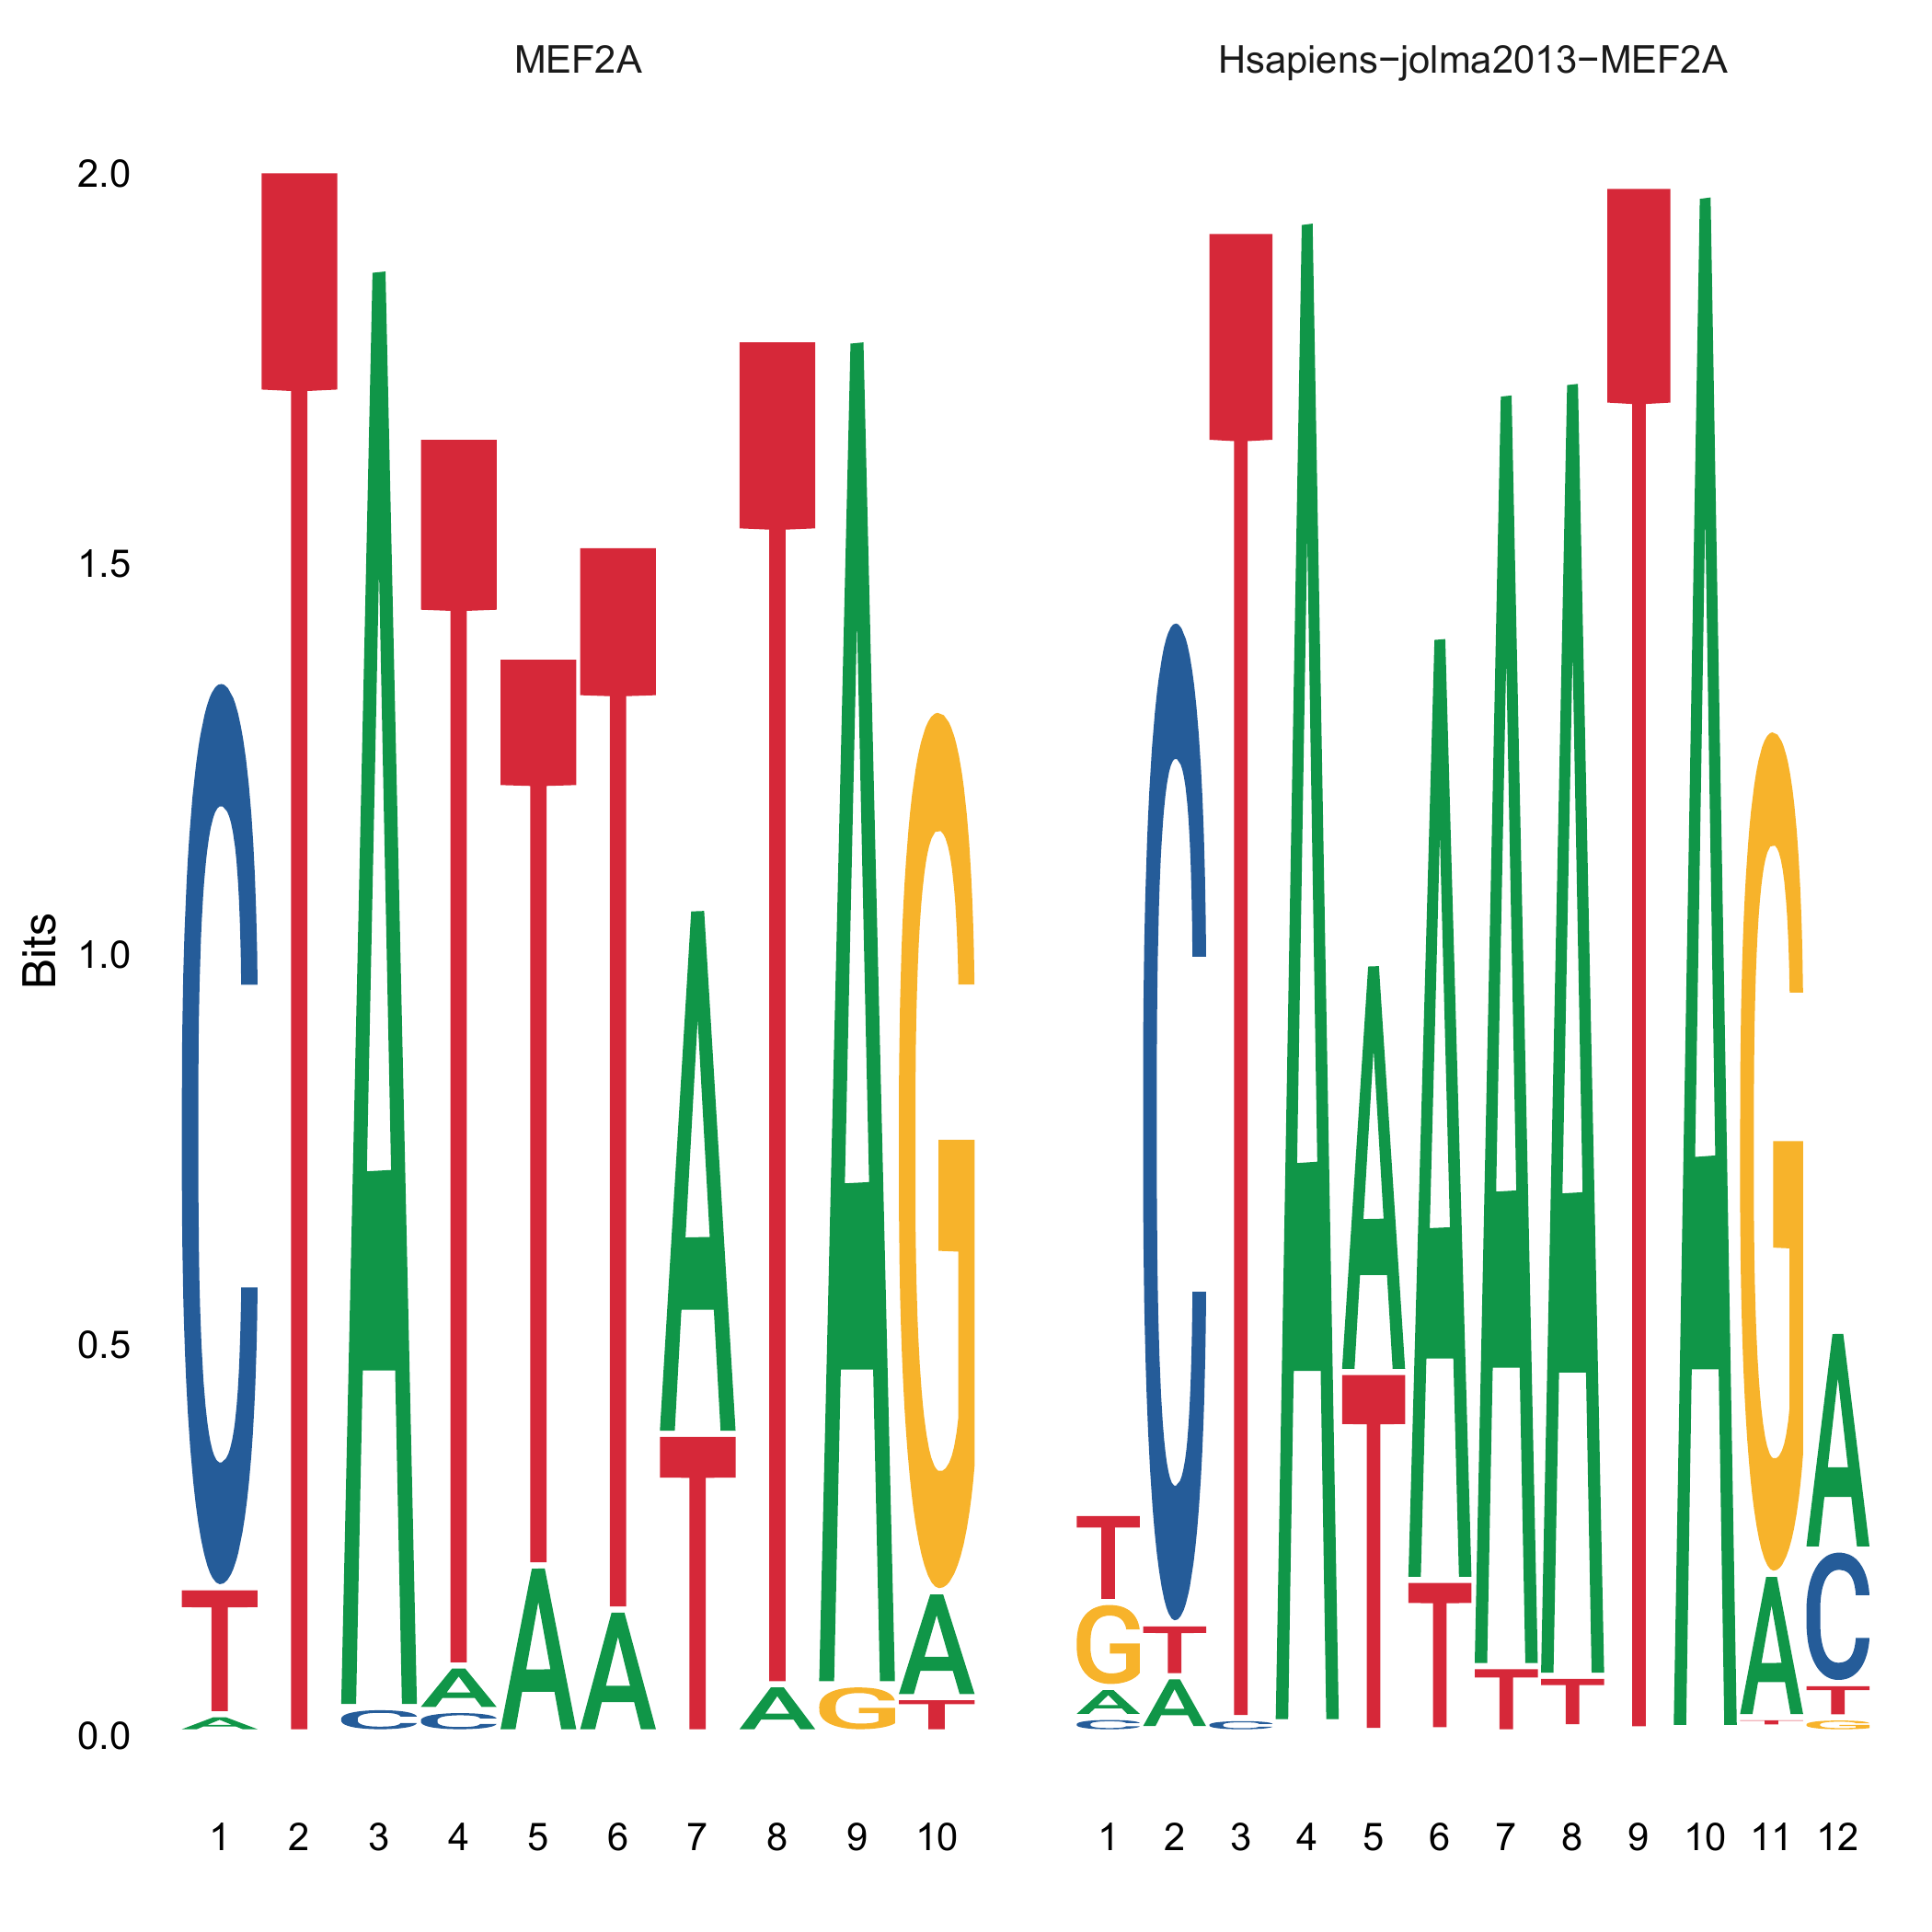 MEF2A
Hsapiens−jolma2013−MEF2A
2.0
1.5
1.0
0.5
0.0
Bits
C T A T T T A T A G
T A C A A A T A G A
A C C T G T
T G A C
C T A A A A A T A G A
T A C T T T T A T C T G
1 2 3 4 5 6 7 8 9 10
1 2 3 4 5 6 7 8 9 10 11 12